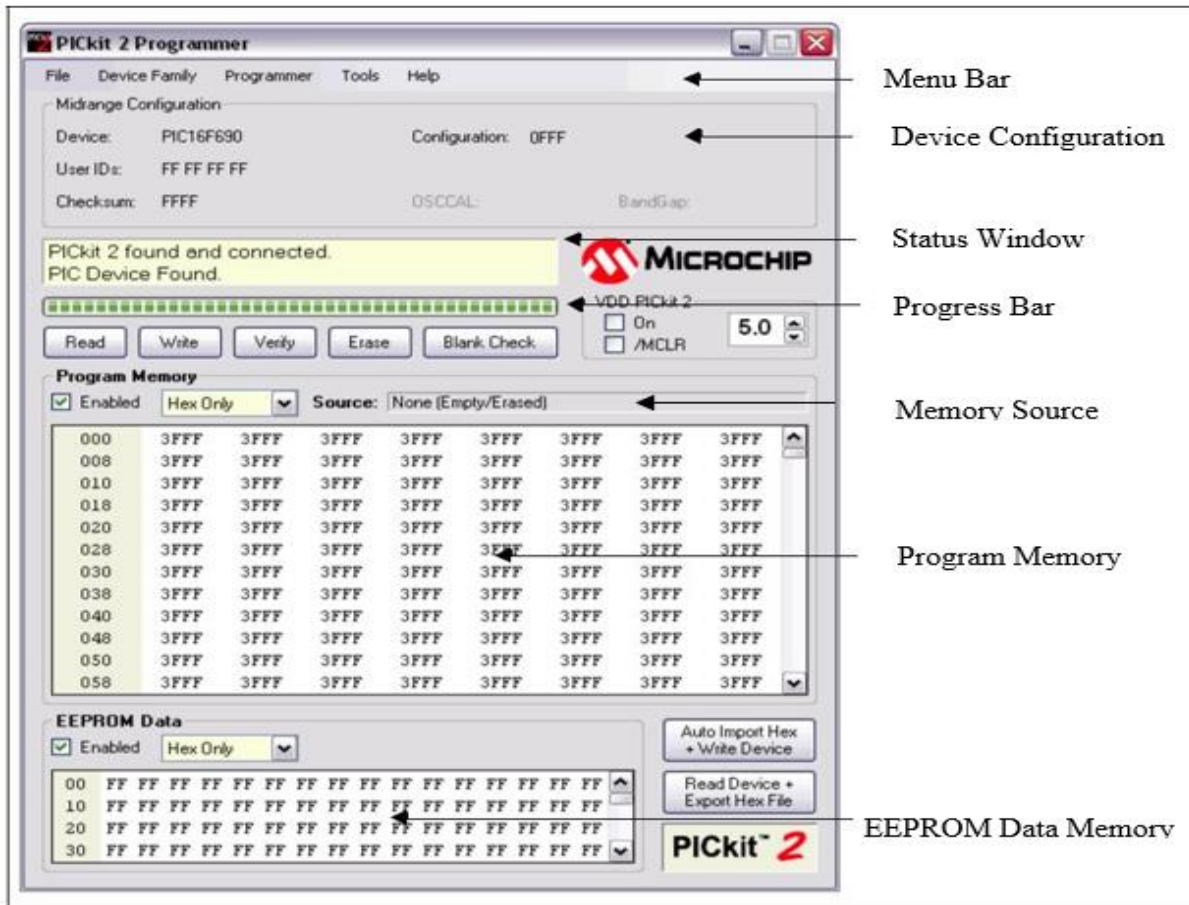 PICkit 2 Programmer
File Device Family Programmer Tools Help
Menu Bar
Midrange Configuration
Device: PIC16F690 Configuration: 0FFF
Device Configuration
User IDs: FF FF FF FF
Checksum: FFFF OSCCAL: BandGap:
PICkit 2 found and connected.
PIC Device Found.
MICROCHIP
Status Window
Progress Bar
VDD PICkit 2
On
/MCLR
5.0
Read Write Verify Erase Blank Check
Program Memory
Enabled Hex Only Source: None (Empty/Erased)
Memory Source
000 3FFF 3FFF 3FFF 3FFF 3FFF 3FFF 3FFF 3FFF
008 3FFF 3FFF 3FFF 3FFF 3FFF 3FFF 3FFF 3FFF
010 3FFF 3FFF 3FFF 3FFF 3FFF 3FFF 3FFF 3FFF
018 3FFF 3FFF 3FFF 3FFF 3FFF 3FFF 3FFF 3FFF
020 3FFF 3FFF 3FFF 3FFF 3FFF 3FFF 3FFF 3FFF
028 3FFF 3FFF 3FFF 3FFF 3FFF 3FFF 3FFF 3FFF
030 3FFF 3FFF 3FFF 3FFF 3FFF 3FFF 3FFF 3FFF
038 3FFF 3FFF 3FFF 3FFF 3FFF 3FFF 3FFF 3FFF
040 3FFF 3FFF 3FFF 3FFF 3FFF 3FFF 3FFF 3FFF
048 3FFF 3FFF 3FFF 3FFF 3FFF 3FFF 3FFF 3FFF
050 3FFF 3FFF 3FFF 3FFF 3FFF 3FFF 3FFF 3FFF
058 3FFF 3FFF 3FFF 3FFF 3FFF 3FFF 3FFF 3FFF
Program Memory
EEPROM Data
Enabled Hex Only
00 FF FF FF FF FF FF FF FF FF FF FF FF FF FF FF FF
10 FF FF FF FF FF FF FF FF FF FF FF FF FF FF FF FF
20 FF FF FF FF FF FF FF FF FF FF FF FF FF FF FF FF
30 FF FF FF FF FF FF FF FF FF FF FF FF FF FF FF FF
Auto Import Hex
+ Write Device
Read Device +
Export Hex File
PICkit™ 2
EEPROM Data Memory